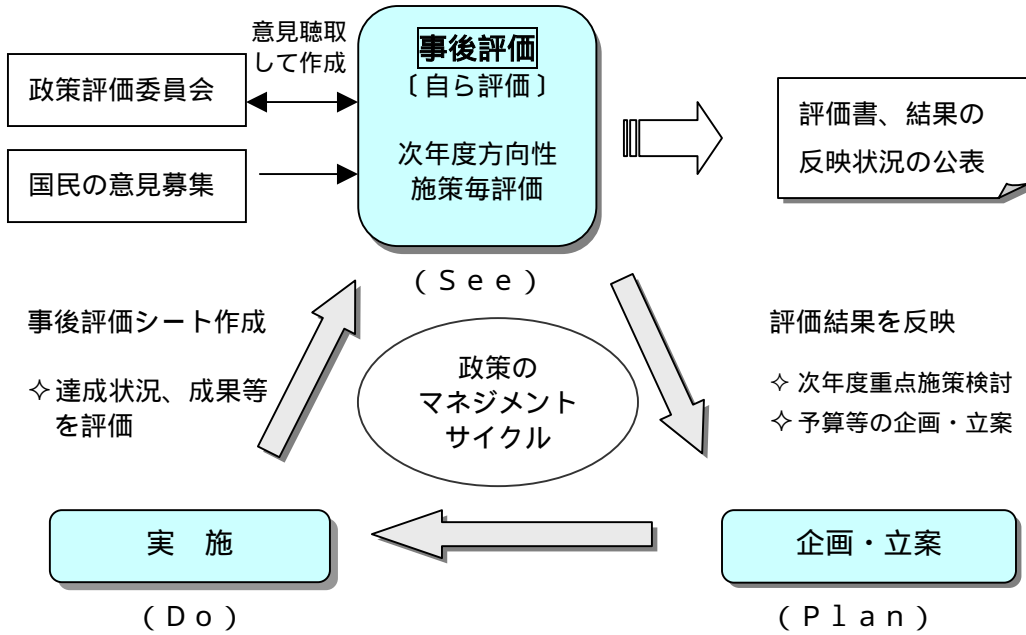 意見聴取
して作成
政策評価委員会
国民の意見募集
事後評価
〔自ら評価〕
次年度方向性
施策毎評価
(See)
評価書、結果の
反映状況の公表
事後評価シート作成
✧達成状況、成果等
を評価
政策の
マネジメント
サイクル
評価結果を反映
✧次年度重点施策検討
✧予算等の企画・立案
実 施
(Do)
企画・立案
(Plan)